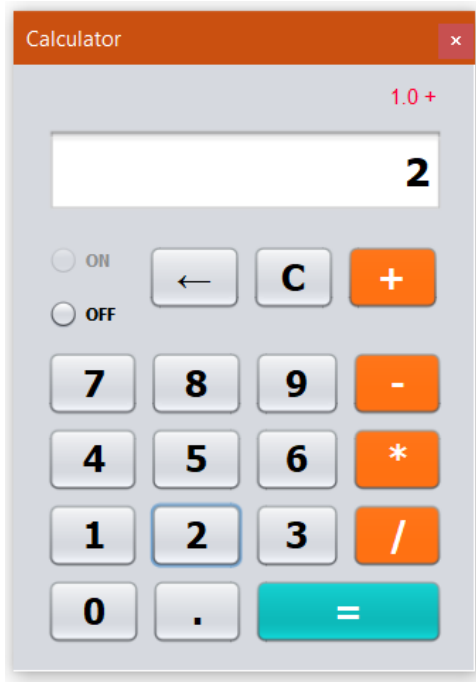 Calculator ×
1.0 +
2
ON
← C +
OFF
7 8 9 -
4 5 6 *
1 2 3 /
0 . =